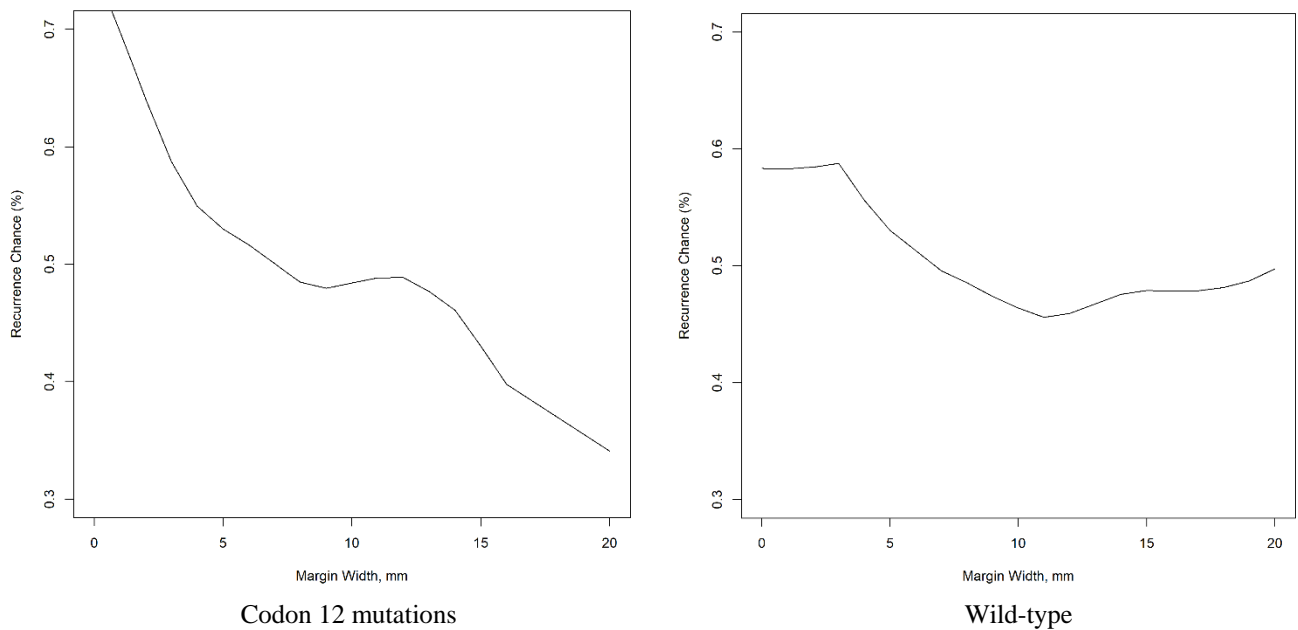 0.7
0.6
0.5
0.4
0.3
Recurrence Chance (%)
0 5 10 15 20
Margin Width, mm
Codon 12 mutations
0.7
0.6
0.5
0.4
0.3
Recurrence Chance (%)
0 5 10 15 20
Margin Width, mm
Wild-type